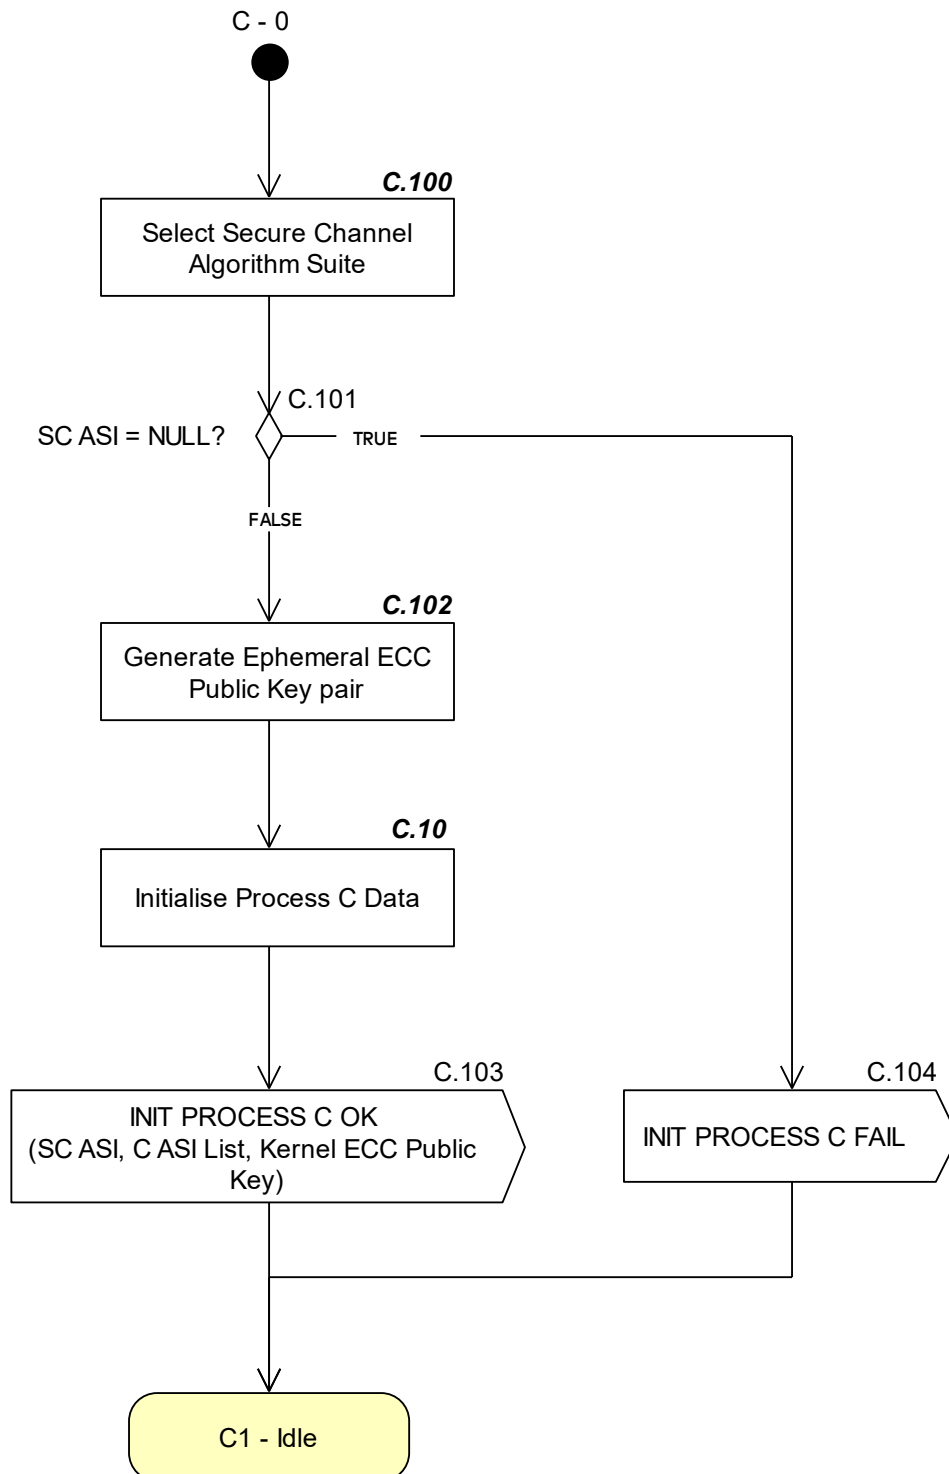 C - 0
C.100
Select Secure Channel
Algorithm Suite
C.101
SC ASI = NULL?
TRUE
FALSE
C.102
Generate Ephemeral ECC
Public Key pair
C.10
Initialise Process C Data
C.103
INIT PROCESS C OK
(SC ASI, C ASI List, Kernel ECC Public
Key)
C.104
INIT PROCESS C FAIL
C1 - Idle